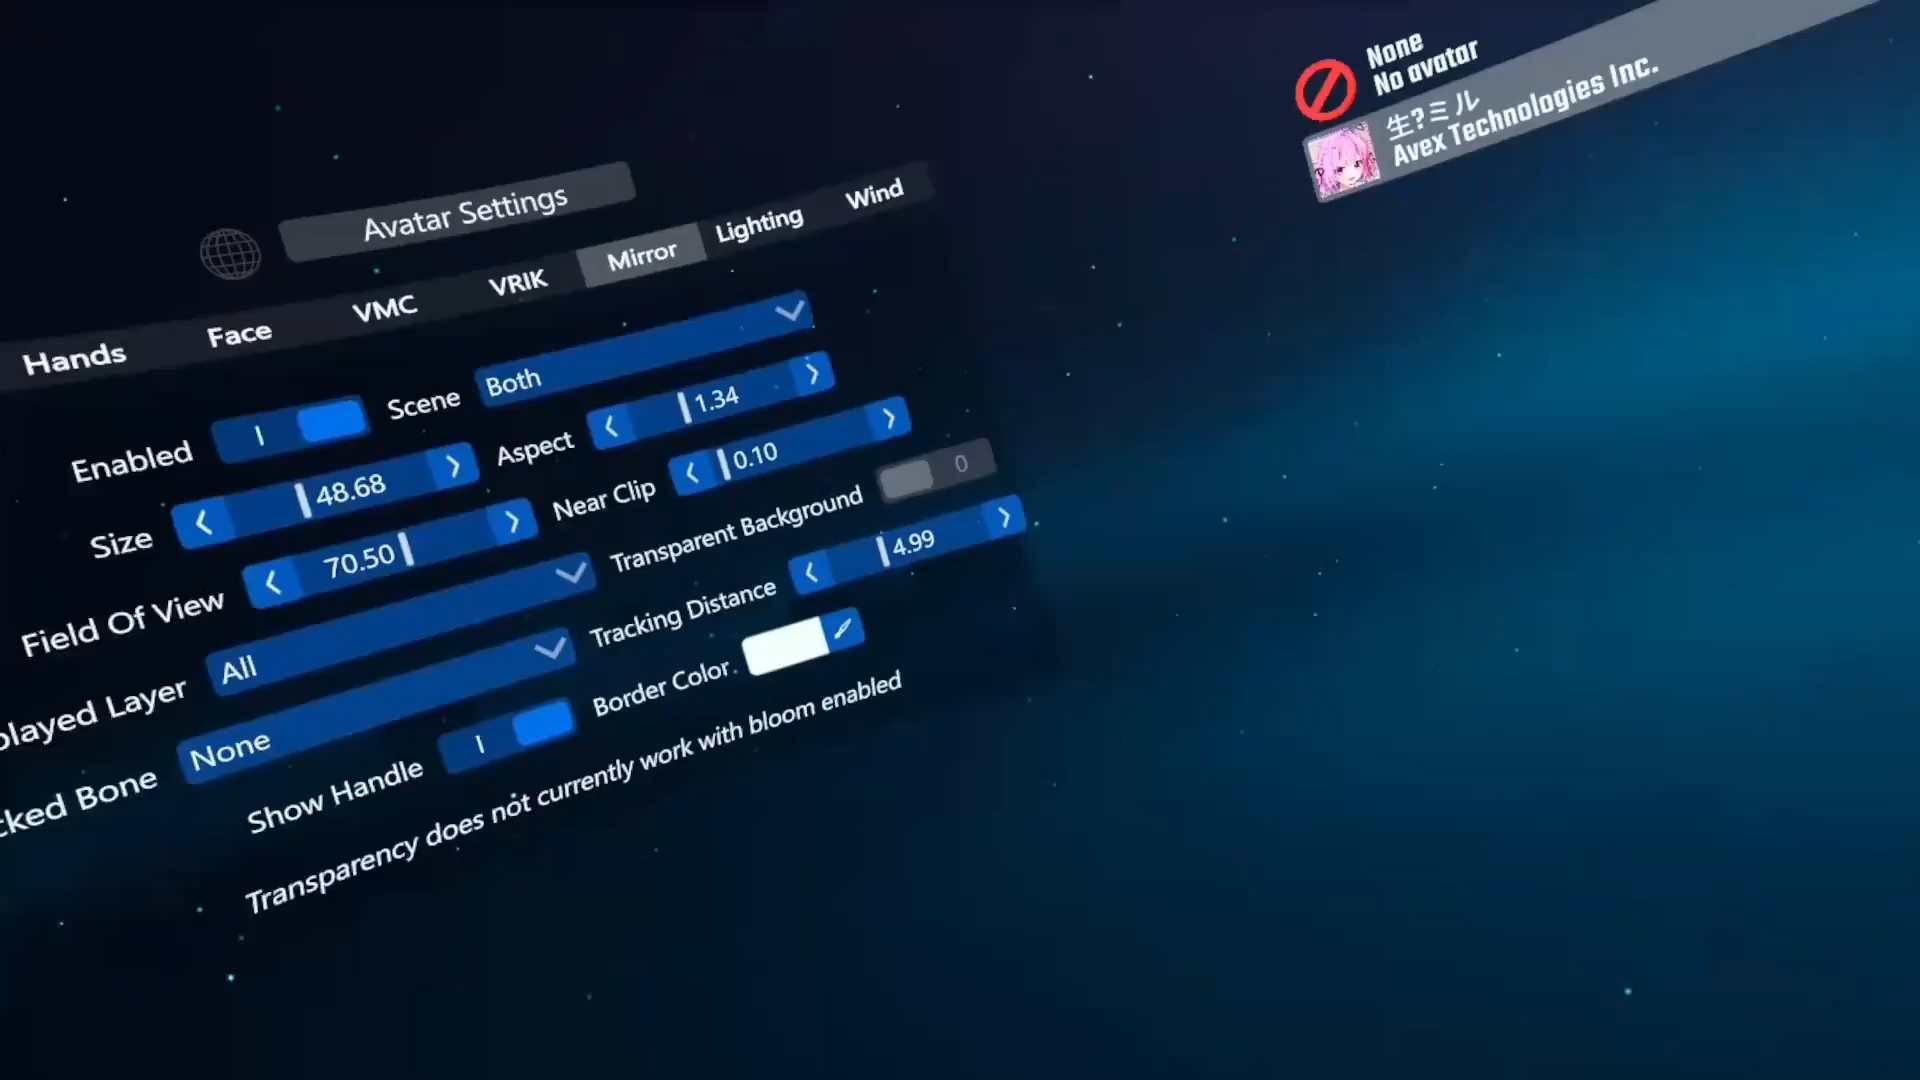 None
No avatar
生?ミル
Avex Technologies Inc.
Avatar Settings
Hands Face VMC VRIK Mirror Lighting Wind
Enabled I Scene Both
Size 48.68 Aspect 1.34
Field Of View 70.50 Near Clip 0.10
played Layer All Transparent Background 0
cked Bone None Tracking Distance 4.99
Show Handle I Border Color
Transparency does not currently work with bloom enabled